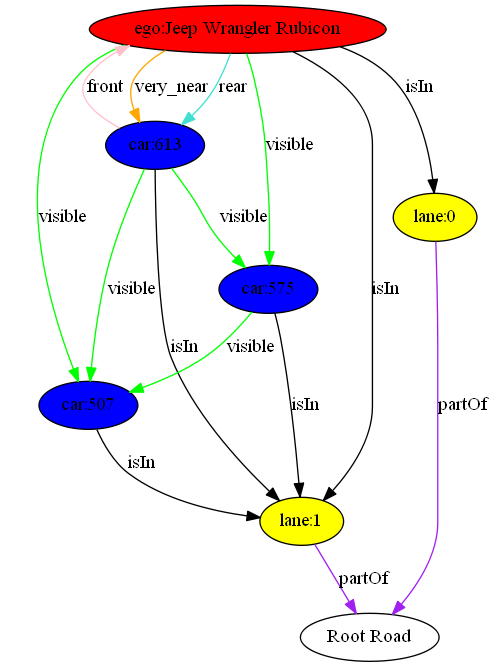 ego:Jeep Wrangler Rubicon
front
very_near
rear
isIn
car:613
visible
visible
visible
lane:0
car:575
visible
isIn
isIn
visible
car:507
isIn
partOf
isIn
lane:1
partOf
Root Road